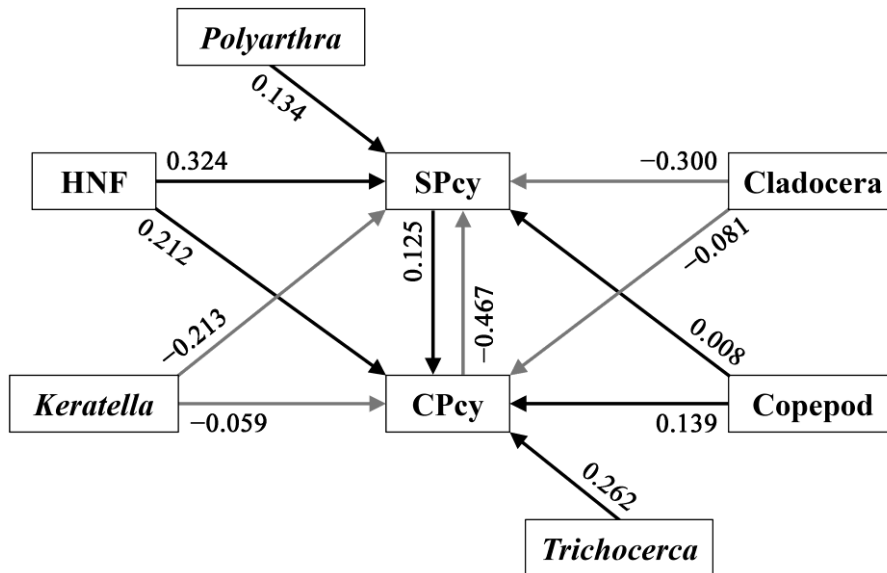 Polyarthra
0.134
HNF
0.324
SPcy
−0.300
Cladocera
0.212
0.125
−0.467
−0.081
−0.213
0.008
Keratella
−0.059
CPcy
0.139
Copepod
0.262
Trichocerca